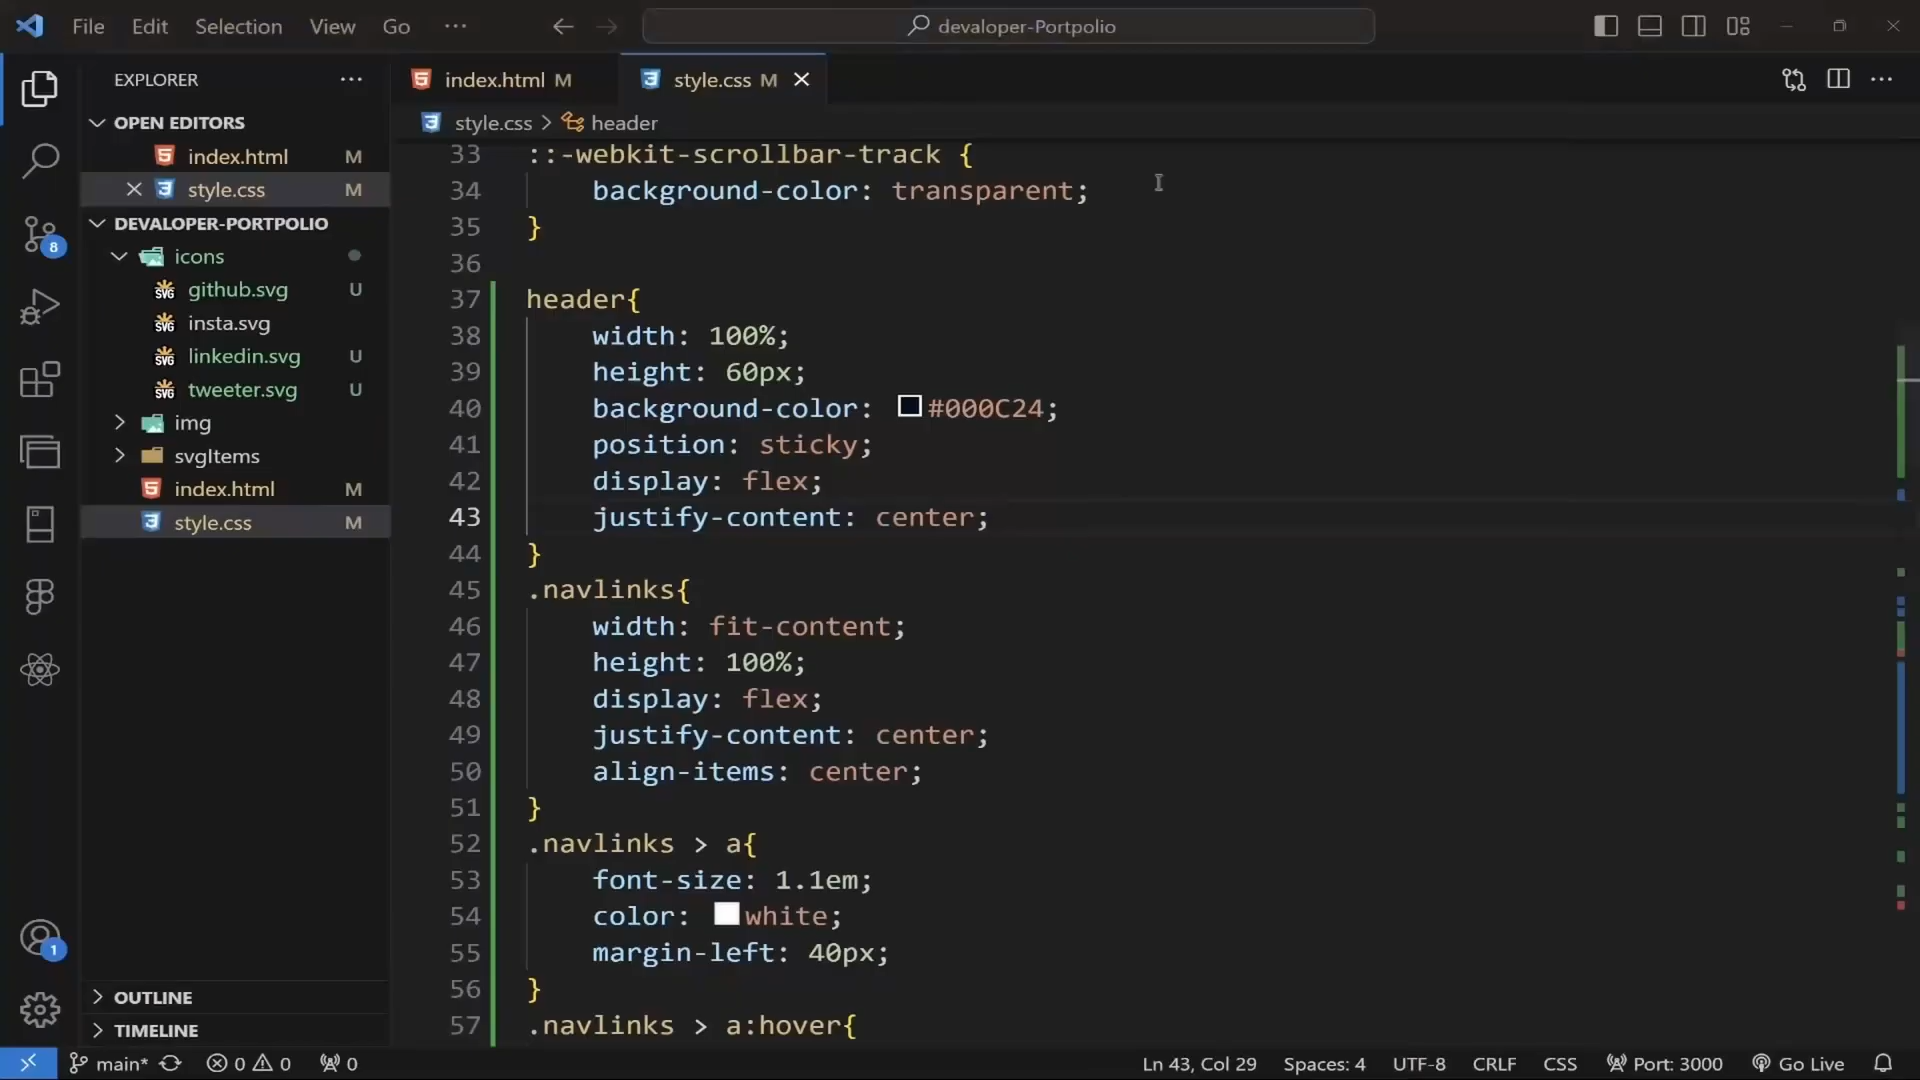 File Edit Selection View Go ··· devaloper-Portpolio
EXPLORER ···
index.html M
style.css M
OPEN EDITORS
index.html M
style.css M
DEVALOPER-PORTPOLIO
icons
github.svg U
insta.svg
linkedin.svg U
tweeter.svg U
img
svgItems
index.html M
style.css M
OUTLINE
TIMELINE
8
1
style.css > header
33 ::-webkit-scrollbar-track {
34 background-color: transparent;
35 }
36
37 header{
38 width: 100%;
39 height: 60px;
40 background-color: #000C24;
41 position: sticky;
42 display: flex;
43 justify-content: center;
44 }
45 .navlinks{
46 width: fit-content;
47 height: 100%;
48 display: flex;
49 justify-content: center;
50 align-items: center;
51 }
52 .navlinks > a{
53 font-size: 1.1em;
54 color: white;
55 margin-left: 40px;
56 }
57 .navlinks > a:hover{
main* 0 0 0 Ln 43, Col 29 Spaces: 4 UTF-8 CRLF CSS Port: 3000 Go Live